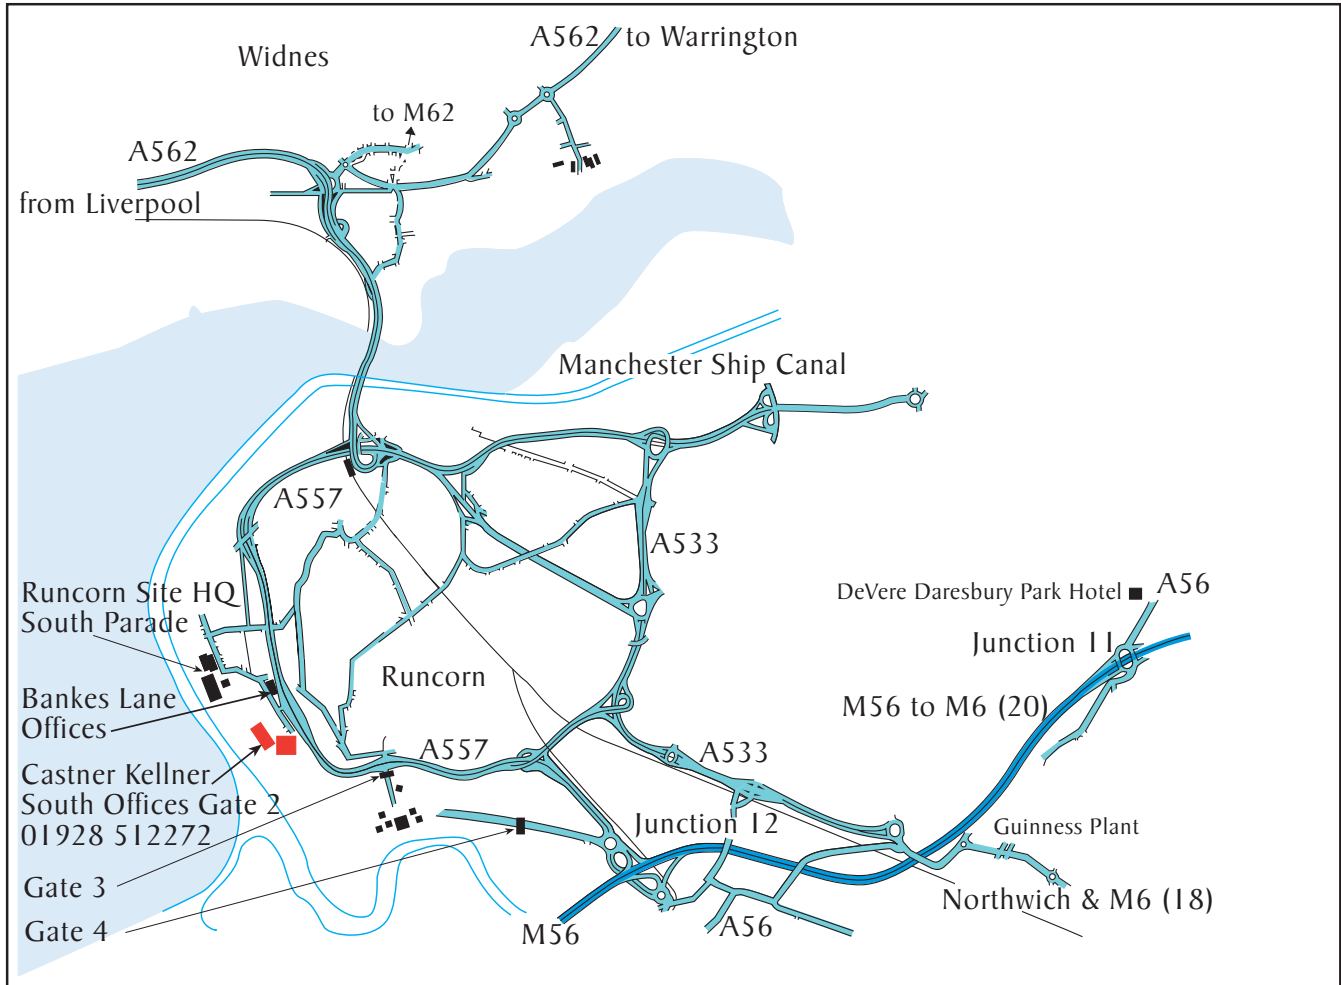 A562 to Warrington
Widnes
to M62
A562
from Liverpool
Manchester Ship Canal
A557
A533
Runcorn Site HQ
South Parade
DeVere Daresbury Park Hotel
A56
Junction 11
Runcorn
Bankes Lane
Offices
M56 to M6 (20)
A557
A533
Castner Kellner
South Offices Gate 2
01928 512272
Junction 12
Guinness Plant
Gate 3
Northwich & M6 (18)
Gate 4
M56
A56